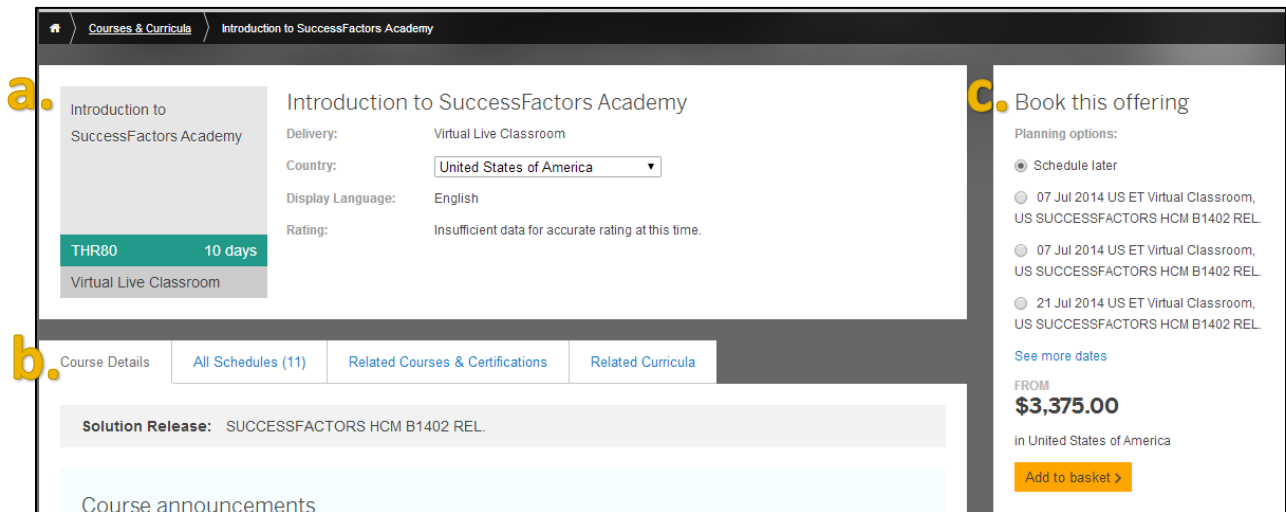 Courses & Curricula
Introduction to SuccessFactors Academy
a.
Introduction to
SuccessFactors Academy
THR80 10 days
Virtual Live Classroom
Introduction to SuccessFactors Academy
Delivery: Virtual Live Classroom
Country: United States of America
Display Language: English
Rating: Insufficient data for accurate rating at this time.
b.
Course Details
All Schedules (11)
Related Courses & Certifications
Related Curricula
Solution Release: SUCCESSFACTORS HCM B1402 REL.
Course announcements
c.
Book this offering
Planning options:
Schedule later
07 Jul 2014 US ET Virtual Classroom,
US SUCCESSFACTORS HCM B1402 REL.
07 Jul 2014 US ET Virtual Classroom,
US SUCCESSFACTORS HCM B1402 REL.
21 Jul 2014 US ET Virtual Classroom,
US SUCCESSFACTORS HCM B1402 REL.
See more dates
FROM
$3,375.00
in United States of America
Add to basket >